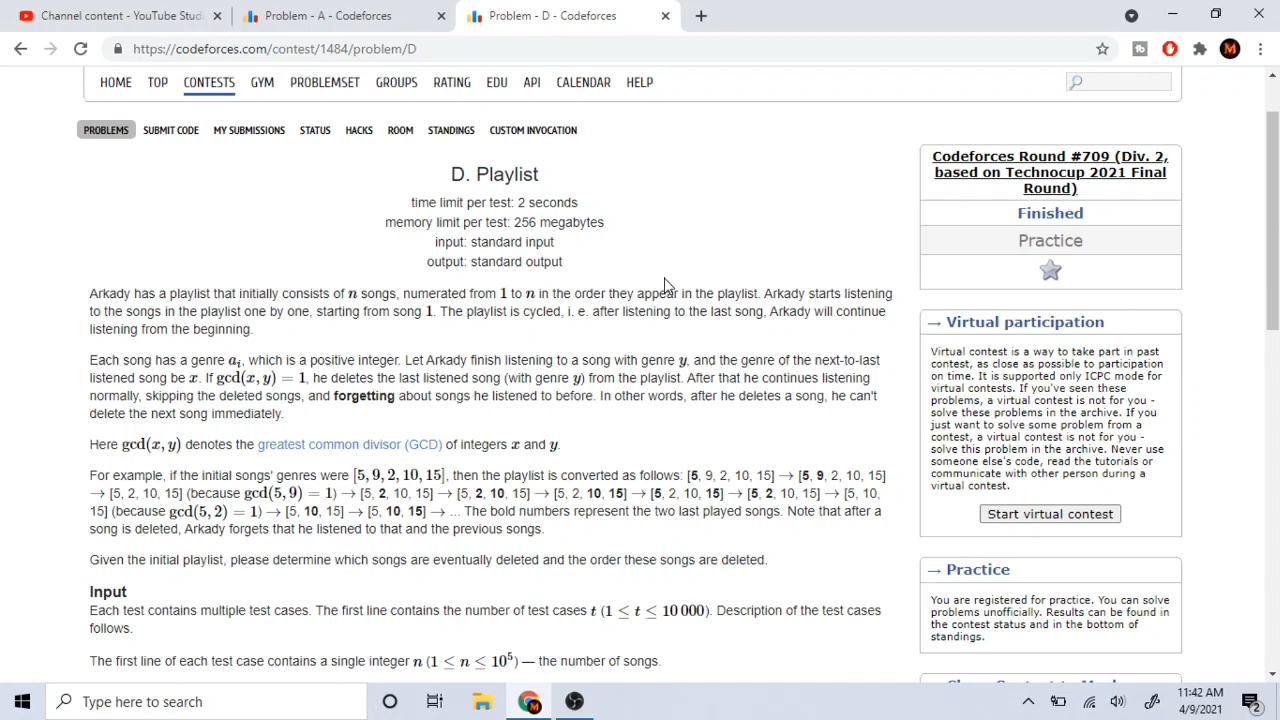 Channel content - YouTube Studi
Problem - A - Codeforces
Problem - D - Codeforces
https://codeforces.com/contest/1484/problem/D
HOME TOP CONTESTS GYM PROBLEMSET GROUPS RATING EDU API CALENDAR HELP
PROBLEMS SUBMIT CODE MY SUBMISSIONS STATUS HACKS ROOM STANDINGS CUSTOM INVOCATION
D. Playlist
time limit per test: 2 seconds
memory limit per test: 256 megabytes
input: standard input
output: standard output
Arkady has a playlist that initially consists of n songs, numerated from 1 to n in the order they appear in the playlist. Arkady starts listening
to the songs in the playlist one by one, starting from song 1. The playlist is cycled, i. e. after listening to the last song, Arkady will continue
listening from the beginning.
Each song has a genre aᵢ, which is a positive integer. Let Arkady finish listening to a song with genre y, and the genre of the next-to-last
listened song be x. If gcd(x, y) = 1, he deletes the last listened song (with genre y) from the playlist. After that he continues listening
normally, skipping the deleted songs, and forgetting about songs he listened to before. In other words, after he deletes a song, he can't
delete the next song immediately.
Here gcd(x, y) denotes the greatest common divisor (GCD) of integers x and y.
For example, if the initial songs' genres were [5, 9, 2, 10, 15], then the playlist is converted as follows: [5, 9, 2, 10, 15] → [5, 9, 2, 10, 15]
→ [5, 2, 10, 15] (because gcd(5, 9) = 1) → [5, 2, 10, 15] → [5, 2, 10, 15] → [5, 2, 10, 15] → [5, 2, 10, 15] → [5, 2, 10, 15] → [5, 10,
15] (because gcd(5, 2) = 1) → [5, 10, 15] → [5, 10, 15] → ... The bold numbers represent the two last played songs. Note that after a
song is deleted, Arkady forgets that he listened to that and the previous songs.
Given the initial playlist, please determine which songs are eventually deleted and the order these songs are deleted.
Input
Each test contains multiple test cases. The first line contains the number of test cases t (1 ≤ t ≤ 10 000). Description of the test cases
follows.
The first line of each test case contains a single integer n (1 ≤ n ≤ 10⁵) — the number of songs.
Codeforces Round #709 (Div. 2,
based on Technocup 2021 Final
Round)
Finished
Practice
→ Virtual participation
Virtual contest is a way to take part in past
contest, as close as possible to participation
on time. It is supported only ICPC mode for
virtual contests. If you've seen these
problems, a virtual contest is not for you -
solve these problems in the archive. If you
just want to solve some problem from a
contest, a virtual contest is not for you -
solve this problem in the archive. Never use
someone else's code, read the tutorials or
communicate with other person during a
virtual contest.
Start virtual contest
→ Practice
You are registered for practice. You can solve
problems unofficially. Results can be found in
the contest status and in the bottom of
standings.
Type here to search
11:42 AM
4/9/2021
2